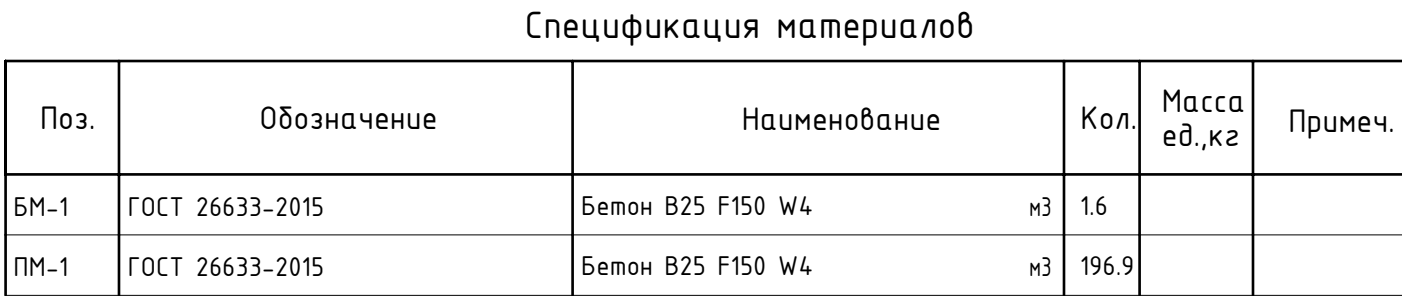 Спецификация материалов
Поз. Обозначение Наименование Кол. Масса ед.,кг Примеч.
БМ-1 ГОСТ 26633-2015 Бетон В25 F150 W4 м3 1.6
ПМ-1 ГОСТ 26633-2015 Бетон В25 F150 W4 м3 196.9